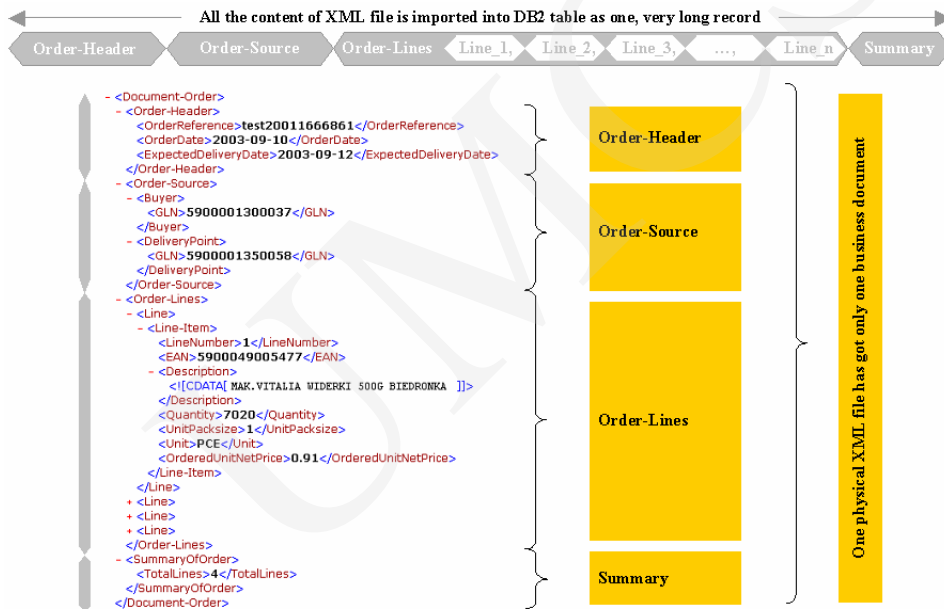 All the content of XML file is imported into DB2 table as one, very long record
Order-Header Order-Source Order-Lines Line_1, Line_2, Line_3, ..., Line_n Summary
- <Document-Order>
- <Order-Header>
<OrderReference>test20011666861</OrderReference>
<OrderDate>2003-09-10</OrderDate>
<ExpectedDeliveryDate>2003-09-12</ExpectedDeliveryDate>
</Order-Header>
- <Order-Source>
- <Buyer>
<GLN>5900001300037</GLN>
</Buyer>
- <DeliveryPoint>
<GLN>5900001350058</GLN>
</DeliveryPoint>
</Order-Source>
- <Order-Lines>
- <Line>
- <Line-Item>
<LineNumber>1</LineNumber>
<EAN>5900049005477</EAN>
- <Description>
<![CDATA[ MAK.VITALIA WIDERKI 500G BIEDRONKA ]]>
</Description>
<Quantity>7020</Quantity>
<UnitPacksize>1</UnitPacksize>
<Unit>PCE</Unit>
<OrderedUnitNetPrice>0.91</OrderedUnitNetPrice>
</Line-Item>
</Line>
+ <Line>
+ <Line>
+ <Line>
</Order-Lines>
- <SummaryOfOrder>
<TotalLines>4</TotalLines>
</SummaryOfOrder>
</Document-Order>
Order-Header
Order-Source
Order-Lines
Summary
One physical XML file has got only one business document
UMCS